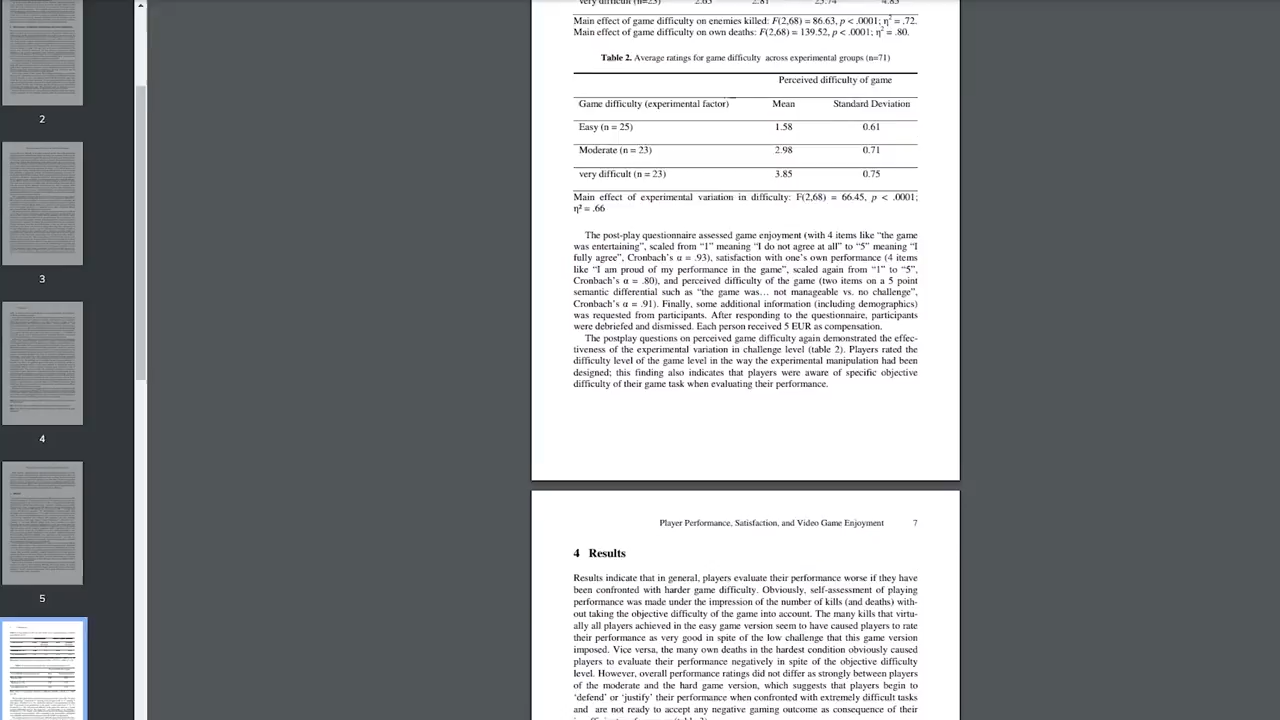 very difficult (n=23) 2.65 2.81 25.74 4.85
Main effect of game difficulty on enemies killed: F(2,68) = 86.63, p < .0001; η² = .72.
Main effect of game difficulty on own deaths: F(2,68) = 139.52, p < .0001; η² = .80.
Table 2. Average ratings for game difficulty across experimental groups (n=71)
Perceived difficulty of game
Game difficulty (experimental factor) Mean Standard Deviation
Easy (n = 25) 1.58 0.61
Moderate (n = 23) 2.98 0.71
very difficult (n = 23) 3.85 0.75
Main effect of experimental variation in difficulty: F(2,68) = 66.45, p < .0001;
η² = .66
The post-play questionnaire assessed game enjoyment (with 4 items like “the game
was entertaining”, scaled from “1” meaning “I do not agree at all” to “5” meaning “I
fully agree”, Cronbach’s α = .93), satisfaction with one’s own performance (4 items
like “I am proud of my performance in the game”, scaled again from “1” to “5”,
Cronbach’s α = .80), and perceived difficulty of the game (two items on a 5 point
semantic differential such as “the game was… not manageable vs. no challenge”,
Cronbach’s α = .91). Finally, some additional information (including demographics)
was requested from participants. After responding to the questionnaire, participants
were debriefed and dismissed. Each person received 5 EUR as compensation.
The postplay questions on perceived game difficulty again demonstrated the effec-
tiveness of the experimental variation in challenge level (table 2). Players rated the
difficulty level of the game level in the way the experimental manipulation had been
designed; this finding also indicates that players were aware of specific objective
difficulty of their game task when evaluating their performance.
Player Performance, Satisfaction, and Video Game Enjoyment 7
4 Results
Results indicate that in general, players evaluate their performance worse if they have
been confronted with harder game difficulty. Obviously, self-assessment of playing
performance was made under the impression of the number of kills (and deaths) with-
out taking the objective difficulty of the game into account. The many kills that virtu-
ally all players achieved in the easy game version seem to have caused players to rate
their performance as very good in spite of the low challenge that this game version
imposed. Vice versa, the many own deaths in the hardest condition obviously caused
players to evaluate their performance negatively in spite of the objective difficulty
level. However, overall performance ratings did not differ as strongly between players
of the moderate and the hard game version, which suggests that players begin to
‘defend’ or ‘justify’ their performance when confronted with extremely difficult tasks
and are not ready to accept any negative gaming outcome as consequence of their
2
3
4
5